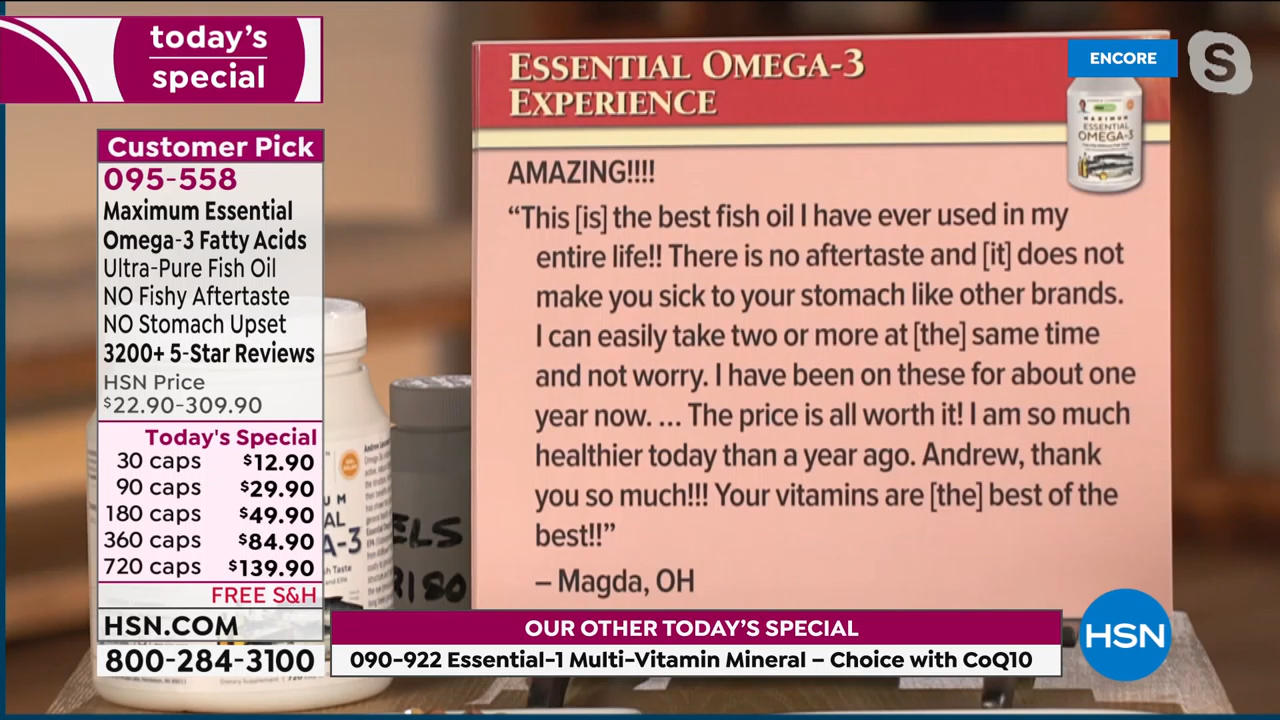 today's
special
Customer Pick
095-558
Maximum Essential
Omega-3 Fatty Acids
Ultra-Pure Fish Oil
NO Fishy Aftertaste
NO Stomach Upset
3200+ 5-Star Reviews
HSN Price
$22.90-309.90
Today's Special
30 caps $12.90
90 caps $29.90
180 caps $49.90
360 caps $84.90
720 caps $139.90
FREE S&H
HSN.COM
800-284-3100
ENCORE
S
ESSENTIAL OMEGA-3
EXPERIENCE
MAXIMUM
ESSENTIAL
OMEGA-3
AMAZING!!!!
“This [is] the best fish oil I have ever used in my
entire life!! There is no aftertaste and [it] does not
make you sick to your stomach like other brands.
I can easily take two or more at [the] same time
and not worry. I have been on these for about one
year now. … The price is all worth it! I am so much
healthier today than a year ago. Andrew, thank
you so much!!! Your vitamins are [the] best of the
best!!”
– Magda, OH
OUR OTHER TODAY'S SPECIAL
090-922 Essential-1 Multi-Vitamin Mineral – Choice with CoQ10
HSN